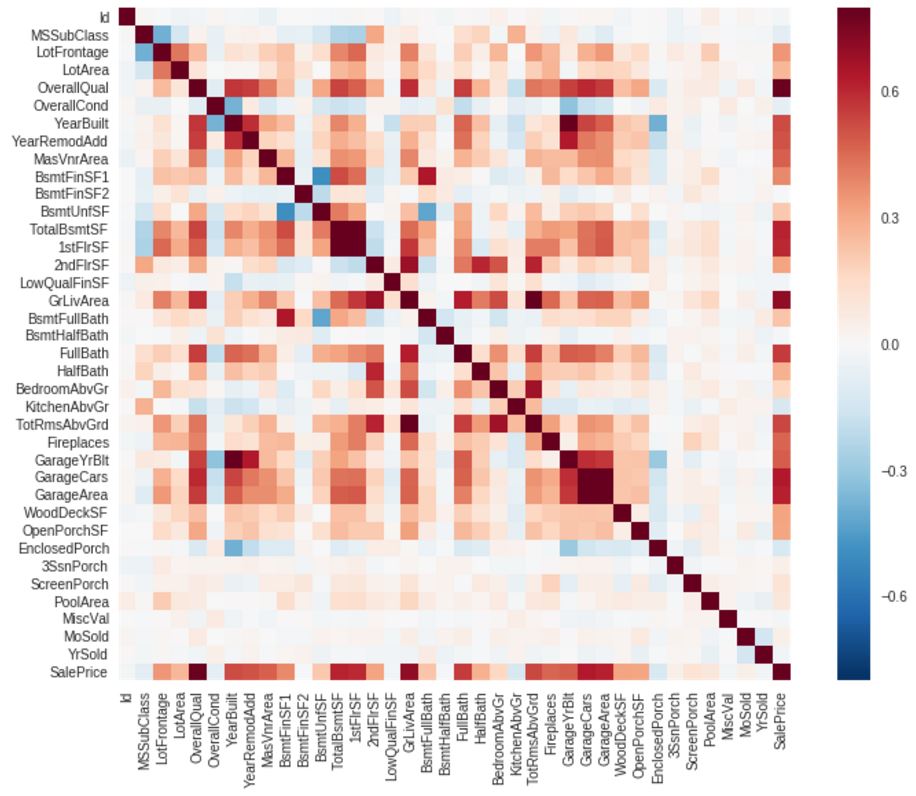 Id
MSSubClass
LotFrontage
LotArea
OverallQual
OverallCond
YearBuilt
YearRemodAdd
MasVnrArea
BsmtFinSF1
BsmtFinSF2
BsmtUnfSF
TotalBsmtSF
1stFlrSF
2ndFlrSF
LowQualFinSF
GrLivArea
BsmtFullBath
BsmtHalfBath
FullBath
HalfBath
BedroomAbvGr
KitchenAbvGr
TotRmsAbvGrd
Fireplaces
GarageYrBlt
GarageCars
GarageArea
WoodDeckSF
OpenPorchSF
EnclosedPorch
3SsnPorch
ScreenPorch
PoolArea
MiscVal
MoSold
YrSold
SalePrice
Id
MSSubClass
LotFrontage
LotArea
OverallQual
OverallCond
YearBuilt
YearRemodAdd
MasVnrArea
BsmtFinSF1
BsmtFinSF2
BsmtUnfSF
TotalBsmtSF
1stFlrSF
2ndFlrSF
LowQualFinSF
GrLivArea
BsmtFullBath
BsmtHalfBath
FullBath
HalfBath
BedroomAbvGr
KitchenAbvGr
TotRmsAbvGrd
Fireplaces
GarageYrBlt
GarageCars
GarageArea
WoodDeckSF
OpenPorchSF
EnclosedPorch
3SsnPorch
ScreenPorch
PoolArea
MiscVal
MoSold
YrSold
SalePrice
0.6
0.3
0.0
−0.3
−0.6